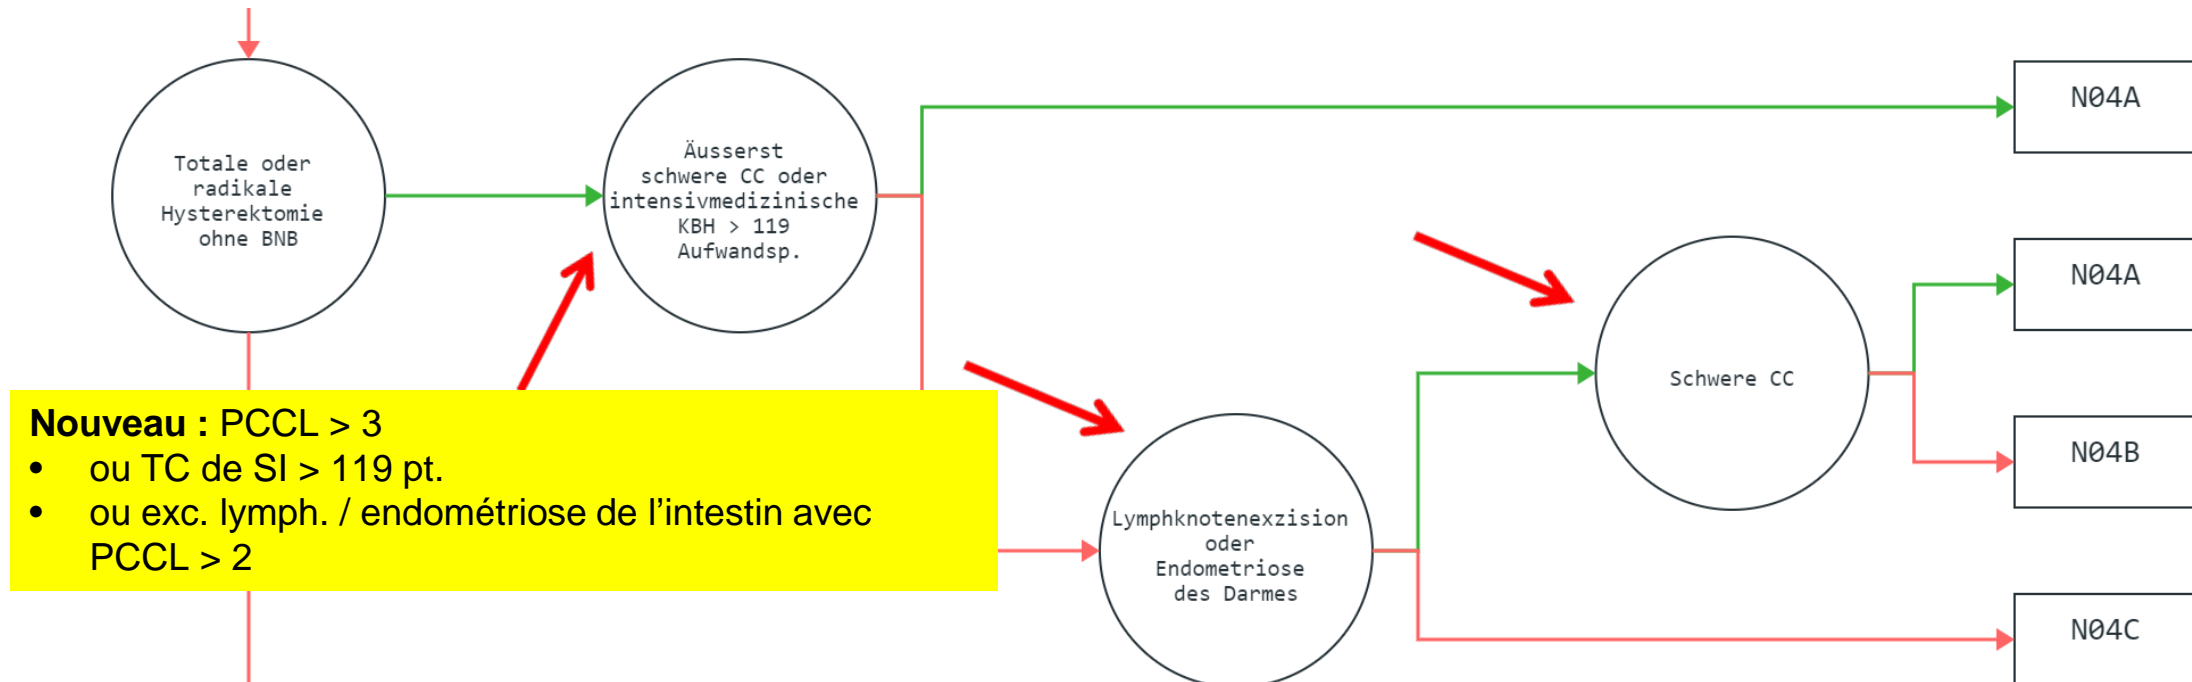 Totale oder
radikale
Hysterektomie
ohne BNB
Äusserst
schwere CC oder
intensivmedizinische
KBH > 119
Aufwandsp.
N04A
N04A
Schwere CC
N04B
Nouveau : PCCL > 3
• ou TC de SI > 119 pt.
• ou exc. lymph. / endométriose de l’intestin avec
PCCL > 2
Lymphknotenexzision
oder
Endometriose
des Darmes
N04C